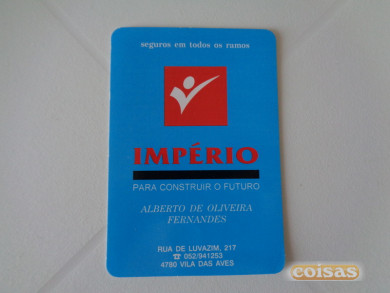 seguros em todos os ramos
IMPÉRIO
PARA CONSTRUIR O FUTURO
ALBERTO DE OLIVEIRA
FERNANDES
RUA DE LUVAZIM, 217
☎ 052/941253
4790 VILA DAS AVES
coisas